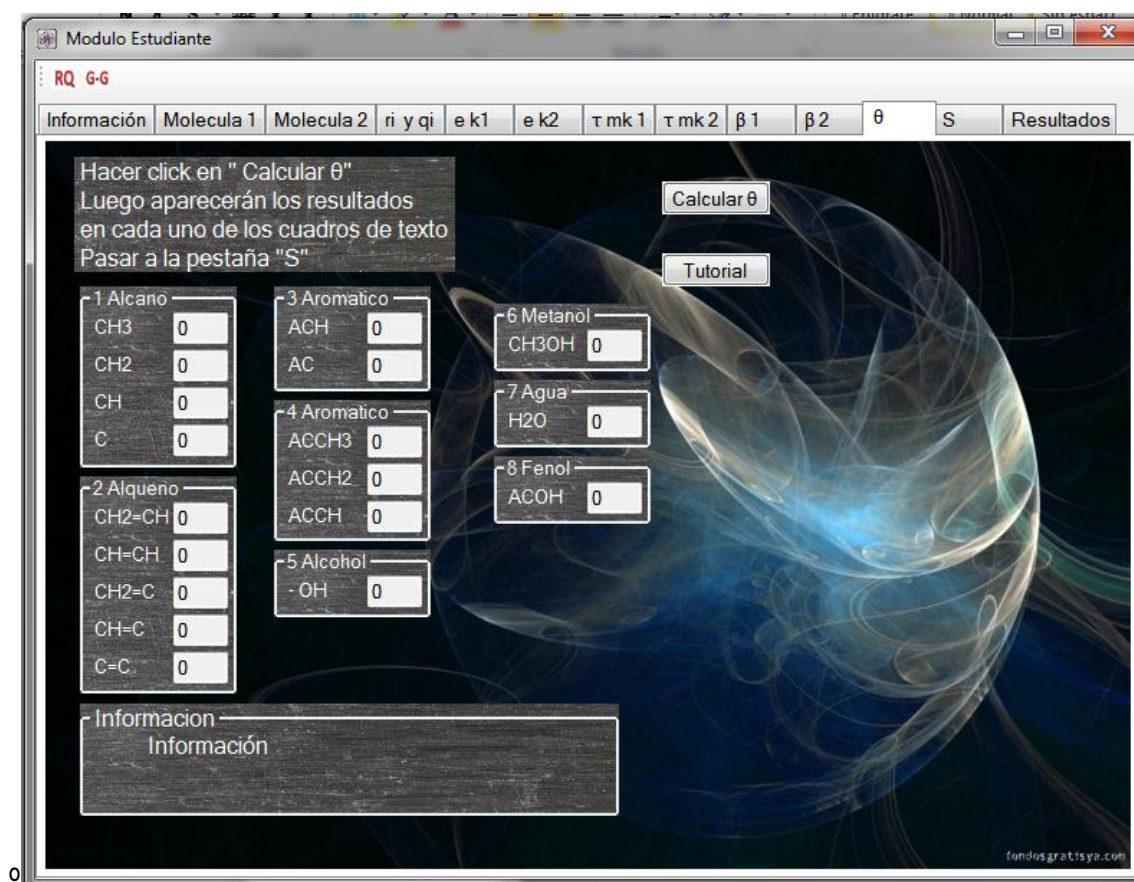 Modulo Estudiante
RQ G-G
Información Molecula 1 Molecula 2 ri y qi e k1 e k2 τ mk 1 τ mk 2 β 1 β 2 θ S Resultados
Hacer click en " Calcular θ"
Luego aparecerán los resultados
en cada uno de los cuadros de texto
Pasar a la pestaña "S"
Calcular θ
Tutorial
1 Alcano
CH3 0
CH2 0
CH 0
C 0
2 Alqueno
CH2=CH 0
CH=CH 0
CH2=C 0
CH=C 0
C=C 0
3 Aromatico
ACH 0
AC 0
4 Aromatico
ACCH3 0
ACCH2 0
ACCH 0
5 Alcohol
- OH 0
6 Metanol
CH3OH 0
7 Agua
H2O 0
8 Fenol
ACOH 0
Informacion
Información
fondosgratisya.com
o